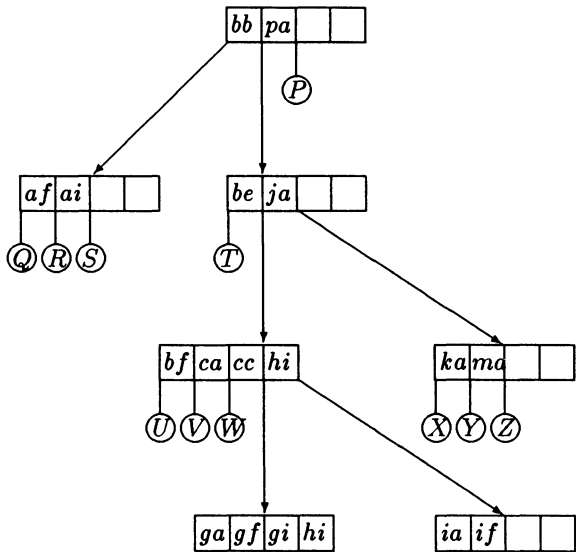 bb pa
P
af ai
be ja
Q R S
T
bf ca cc hi
ka ma
U V W
X Y Z
ga gf gi hi
ia if